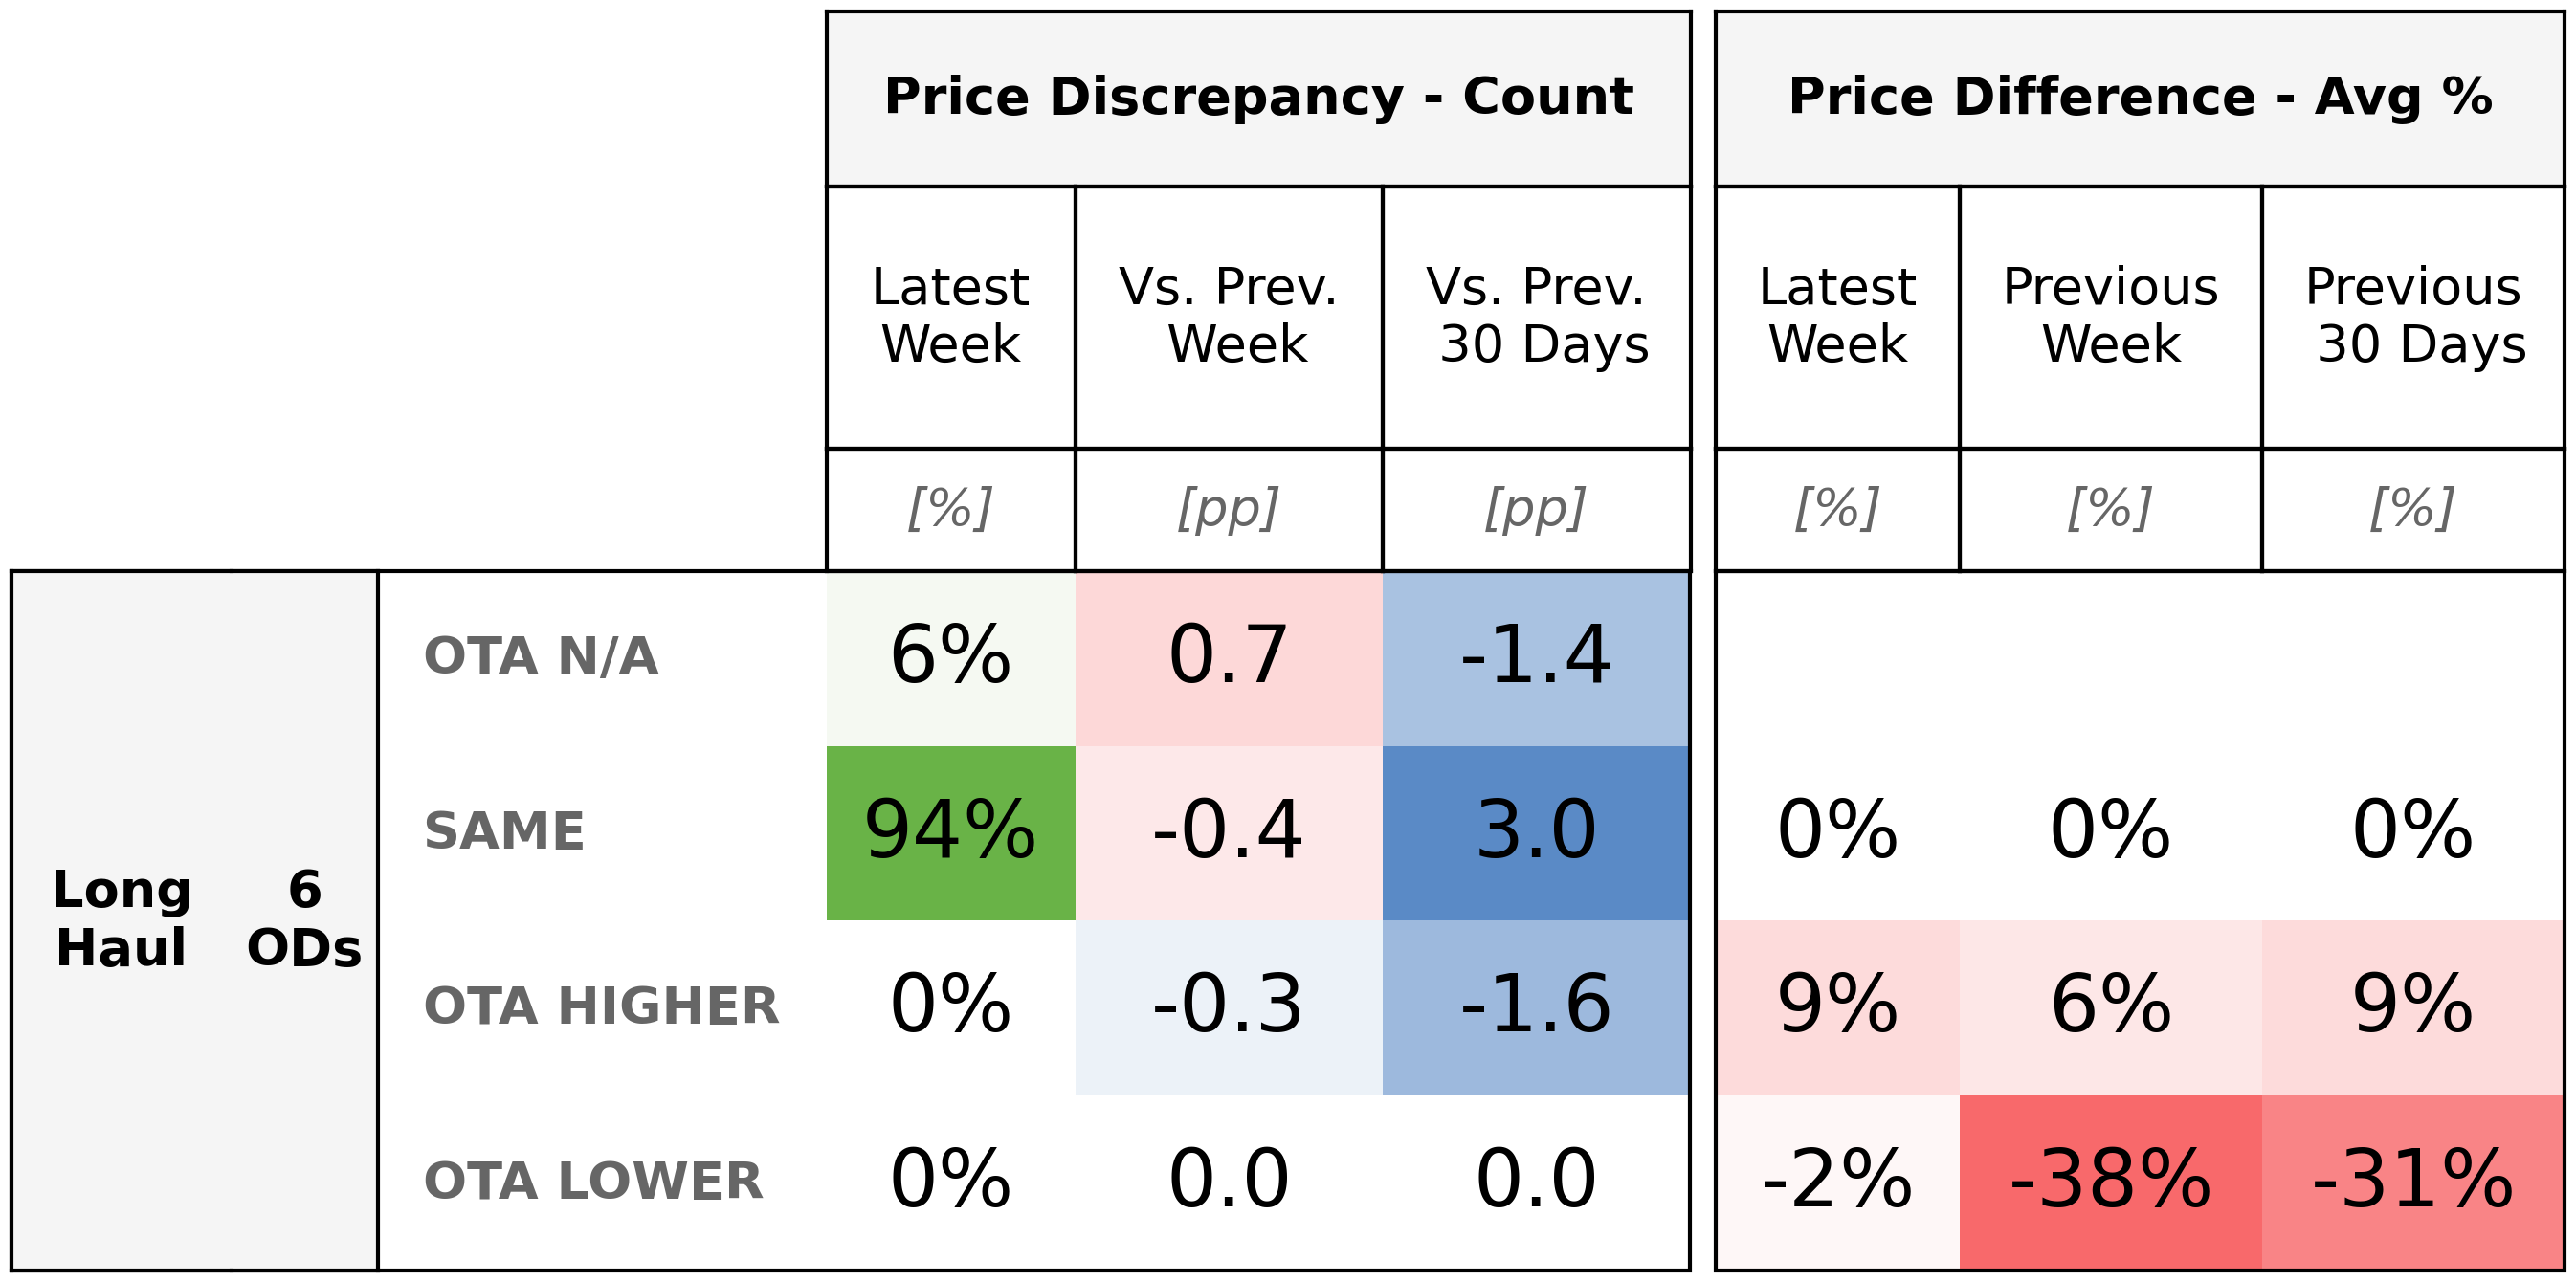 Price Discrepancy - Count Price Difference - Avg %
Latest Week Vs. Prev. Week Vs. Prev. 30 Days Latest Week Previous Week Previous 30 Days
[%] [pp] [pp] [%] [%] [%]
Long Haul 6 ODs
OTA N/A 6% 0.7 -1.4
SAME 94% -0.4 3.0 0% 0% 0%
OTA HIGHER 0% -0.3 -1.6 9% 6% 9%
OTA LOWER 0% 0.0 0.0 -2% -38% -31%